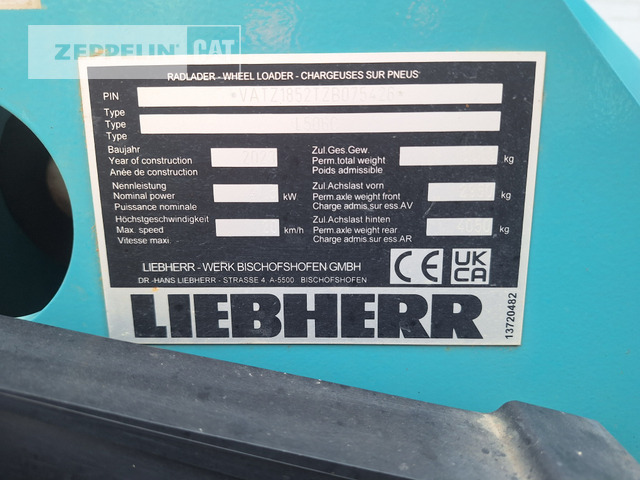 ZEPPELIN CAT
RADLADER - WHEEL LOADER - CHARGEUSES SUR PNEUS
PIN
Type
Type
Type
Baujahr
Year of construction
Anée de construction
Nennleistung
Nominal power kW
Puissance nominale
Höchstgeschwindigkeit
Max. speed km/h
Vitesse maxi
Zul.Ges.Gew.
Perm.total weight kg
Poids admissible
Zul.Achslast vorn
Perm.axle weight front kg
Charge admis.sur ess.AV
Zul.Achslast hinten
Perm.axle weight rear kg
Charge admis.sur ess.AR
LIEBHERR - WERK BISCHOFSHOFEN GMBH
DR.-HANS LIEBHERR - STRASSE 4, A-5500 BISCHOFSHOFEN
CE UK
CA
LIEBHERR
13720482